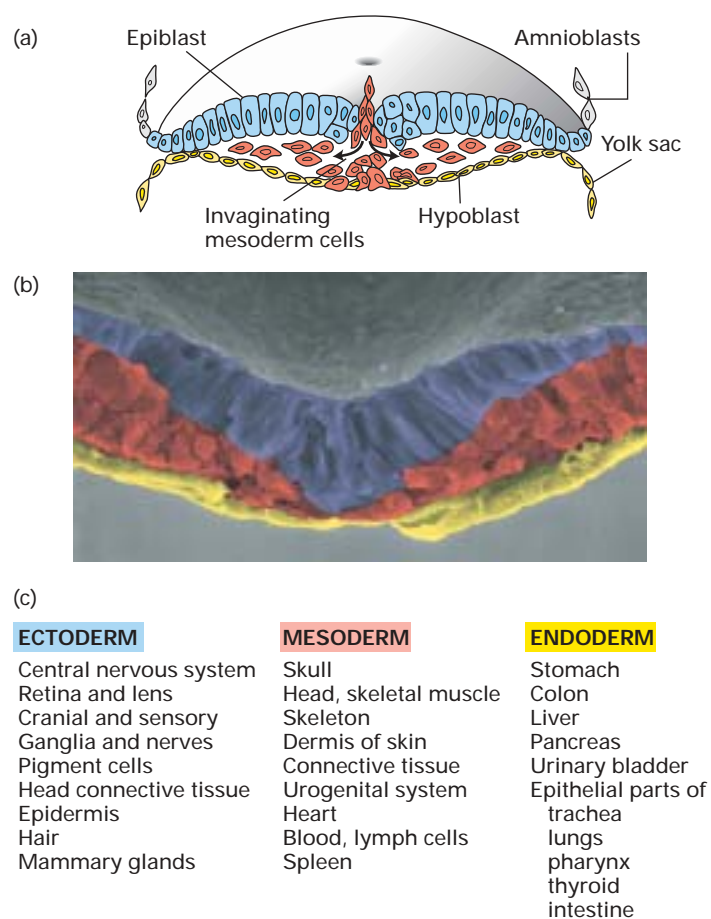 (a)
Epiblast
Amnioblasts
Yolk sac
Invaginating
mesoderm cells
Hypoblast
(b)
(c)
ECTODERM
Central nervous system
Retina and lens
Cranial and sensory
Ganglia and nerves
Pigment cells
Head connective tissue
Epidermis
Hair
Mammary glands
MESODERM
Skull
Head, skeletal muscle
Skeleton
Dermis of skin
Connective tissue
Urogenital system
Heart
Blood, lymph cells
Spleen
ENDODERM
Stomach
Colon
Liver
Pancreas
Urinary bladder
Epithelial parts of
trachea
lungs
pharynx
thyroid
intestine